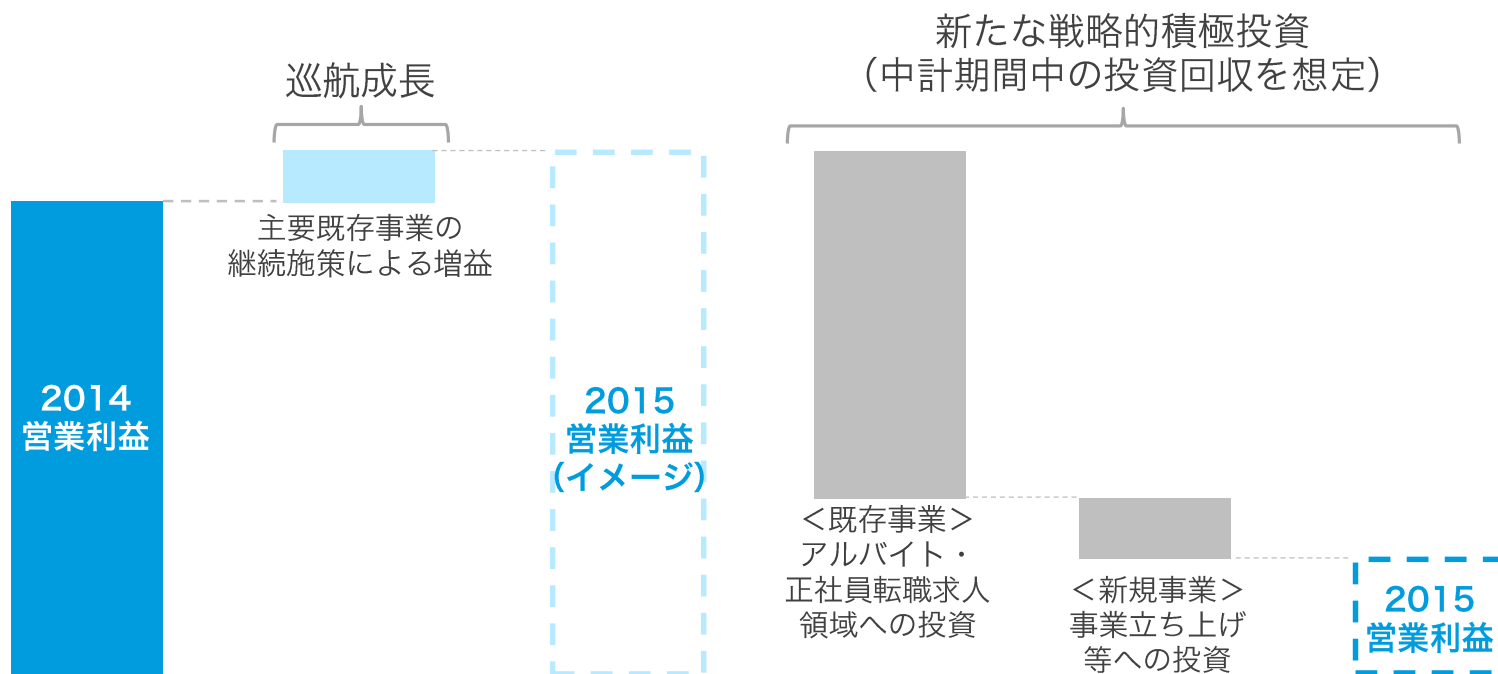 巡航成長
主要既存事業の
継続施策による増益
2014
営業利益
2015
営業利益
(イメージ)
新たな戦略的積極投資
（中計期間中の投資回収を想定）
＜既存事業＞
アルバイト・
正社員転職求人
領域への投資
＜新規事業＞
事業立ち上げ
等への投資
2015
営業利益